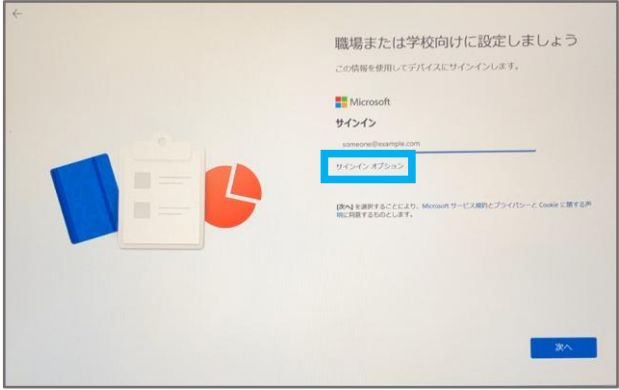 職場または学校向けに設定しましょう
この情報を使用してデバイスにサインインします。
Microsoft
サインイン
someone@example.com
サインイン オプション
[次へ] を選択することにより、Microsoft サービス規約とプライバシーと Cookie に関する声
明に同意するものとします。
次へ